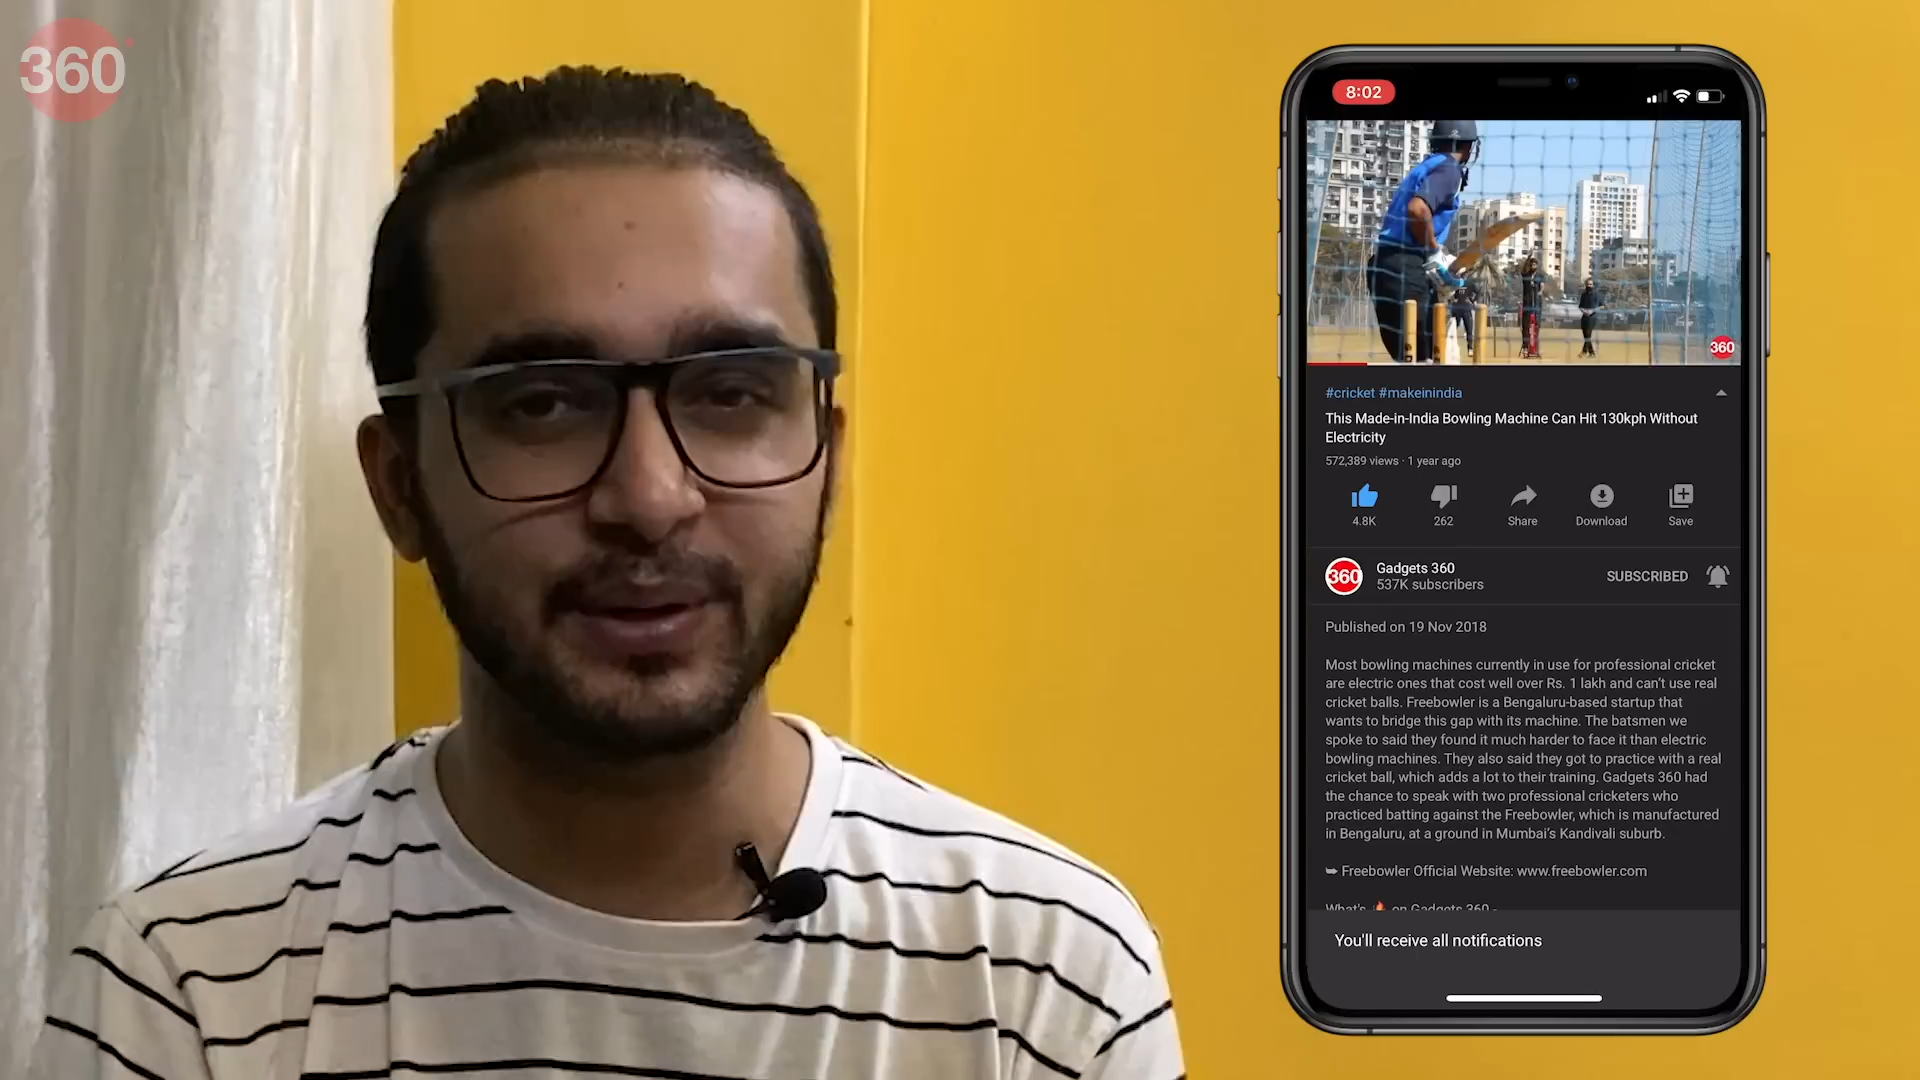 360
8:02
360
#cricket #makeinindia
This Made-in-India Bowling Machine Can Hit 130kph Without
Electricity
572,389 views · 1 year ago
4.8K
262
Share
Download
Save
360
Gadgets 360
537K subscribers
SUBSCRIBED
Published on 19 Nov 2018
Most bowling machines currently in use for professional cricket
are electric ones that cost well over Rs. 1 lakh and can't use real
cricket balls. Freebowler is a Bengaluru-based startup that
wants to bridge this gap with its machine. The batsmen we
spoke to said they found it much harder to face it than electric
bowling machines. They also said they got to practice with a real
cricket ball, which adds a lot to their training. Gadgets 360 had
the chance to speak with two professional cricketers who
practiced batting against the Freebowler, which is manufactured
in Bengaluru, at a ground in Mumbai's Kandivali suburb.
➥ Freebowler Official Website: www.freebowler.com
What's 🔥 on Gadgets 360 -
You'll receive all notifications